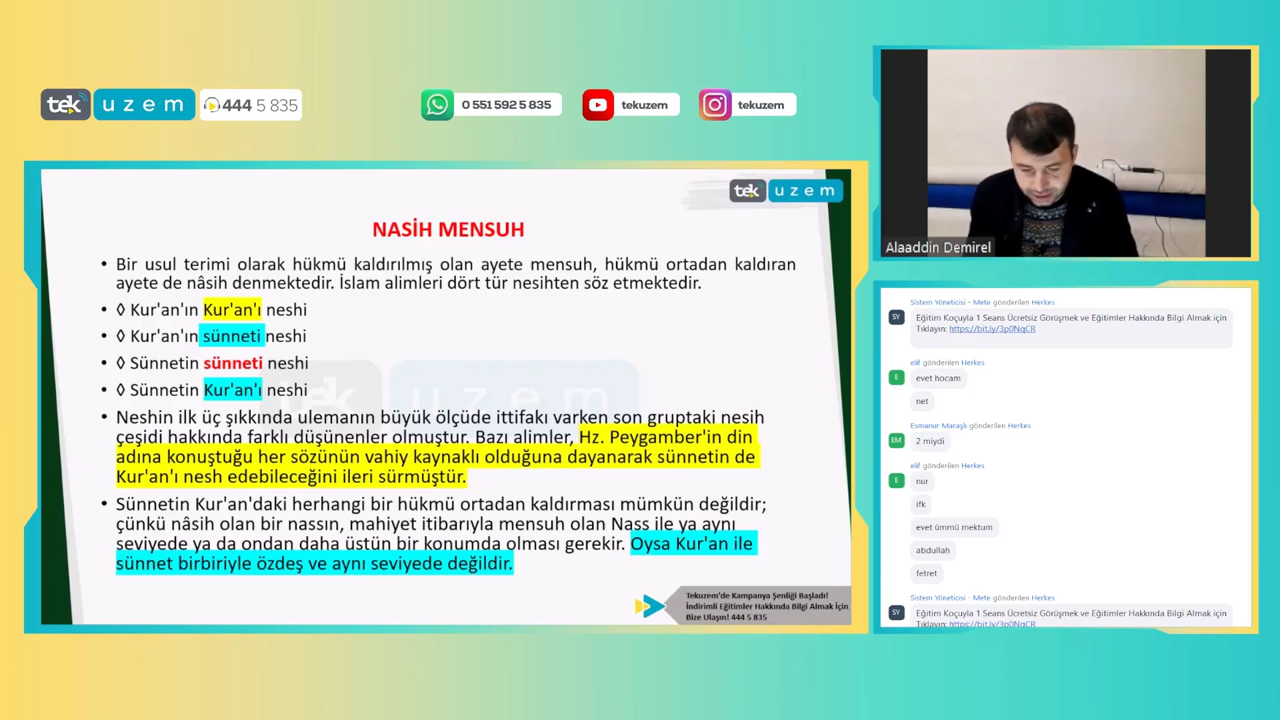 tek uzem 444 5 835
0 551 592 5 835
tekuzem
tekuzem
tek uzem
NASİH MENSUH
• Bir usul terimi olarak hükmü kaldırılmış olan ayete mensuh, hükmü ortadan kaldıran
ayete de nâsih denmektedir. İslam alimleri dört tür nesihten söz etmektedir.
• ◊ Kur'an'ın Kur'an'ı neshi
• ◊ Kur'an'ın sünneti neshi
• ◊ Sünnetin sünneti neshi
• ◊ Sünnetin Kur'an'ı neshi
tek uzem
• Neshin ilk üç şıkkında ulemanın büyük ölçüde ittifakı varken son gruptaki nesih
çeşidi hakkında farklı düşünenler olmuştur. Bazı alimler, Hz. Peygamber'in din
adına konuştuğu her sözünün vahiy kaynaklı olduğuna dayanarak sünnetin de
Kur'an'ı nesh edebileceğini ileri sürmüştür.
• Sünnetin Kur'an'daki herhangi bir hükmü ortadan kaldırması mümkün değildir;
çünkü nâsih olan bir nassın, mahiyet itibarıyla mensuh olan Nass ile ya aynı
seviyede ya da ondan daha üstün bir konumda olması gerekir. Oysa Kur'an ile
sünnet birbiriyle özdeş ve aynı seviyede değildir.
Tekuzem'de Kampanya Şenliği Başladı!
İndirimli Eğitimler Hakkında Bilgi Almak İçin
Bize Ulaşın! 444 5 835
Alaaddin Demirel
Sistem Yöneticisi - Mete gönderilen Herkes
SY
Eğitim Koçuyla 1 Seans Ücretsiz Görüşmek ve Eğitimler Hakkında Bilgi Almak için
Tıklayın: https://bit.ly/3p0NqCR
elif gönderilen Herkes
E
evet hocam
net
Esmanur Maraşlı gönderilen Herkes
EM
2 miydi
elif gönderilen Herkes
E
nur
ifk
evet ümmü mektum
abdullah
fetret
Sistem Yöneticisi - Mete gönderilen Herkes
SY
Eğitim Koçuyla 1 Seans Ücretsiz Görüşmek ve Eğitimler Hakkında Bilgi Almak için
Tıklayın: https://bit.ly/3p0NqCR